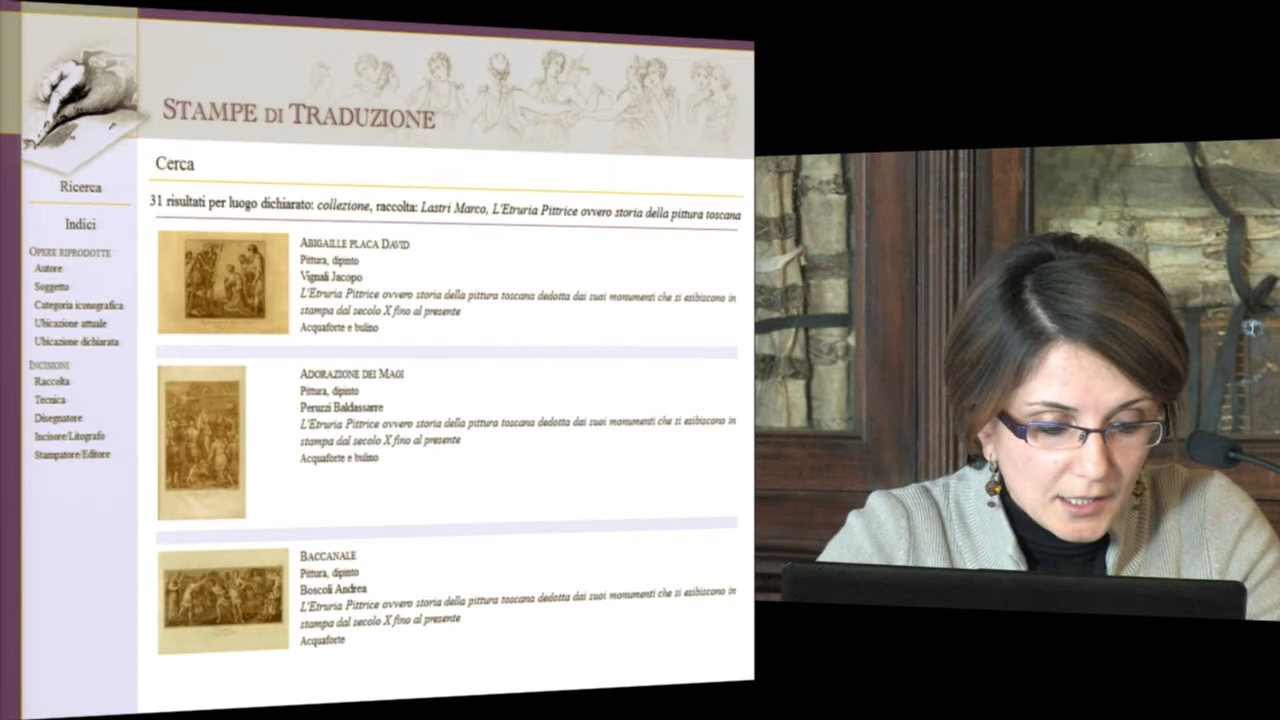 STAMPE DI TRADUZIONE
Cerca
31 risultati per luogo dichiarato: collezione, raccolta: Lastri Marco, L'Etruria Pittrice ovvero storia della pittura toscana
Ricerca
Indici
OPERE RIPRODOTTE
Autore
Soggetto
Categoria iconografica
Ubicazione attuale
Ubicazione dichiarata
INCISIONI
Raccolta
Tecnica
Disegnatore
Incisore/Litografo
Stampatore/Editore
ABIGAILLE PLACA DAVID
Pittura, dipinto
Vignali Jacopo
L'Etruria Pittrice ovvero storia della pittura toscana dedotta dai suoi monumenti che si esibiscono in
stampa dal secolo X fino al presente
Acquaforte e bulino
ADORAZIONE DEI MAGI
Pittura, dipinto
Peruzzi Baldassarre
L'Etruria Pittrice ovvero storia della pittura toscana dedotta dai suoi monumenti che si esibiscono in
stampa dal secolo X fino al presente
Acquaforte e bulino
BACCANALE
Pittura, dipinto
Boscoli Andrea
L'Etruria Pittrice ovvero storia della pittura toscana dedotta dai suoi monumenti che si esibiscono in
stampa dal secolo X fino al presente
Acquaforte